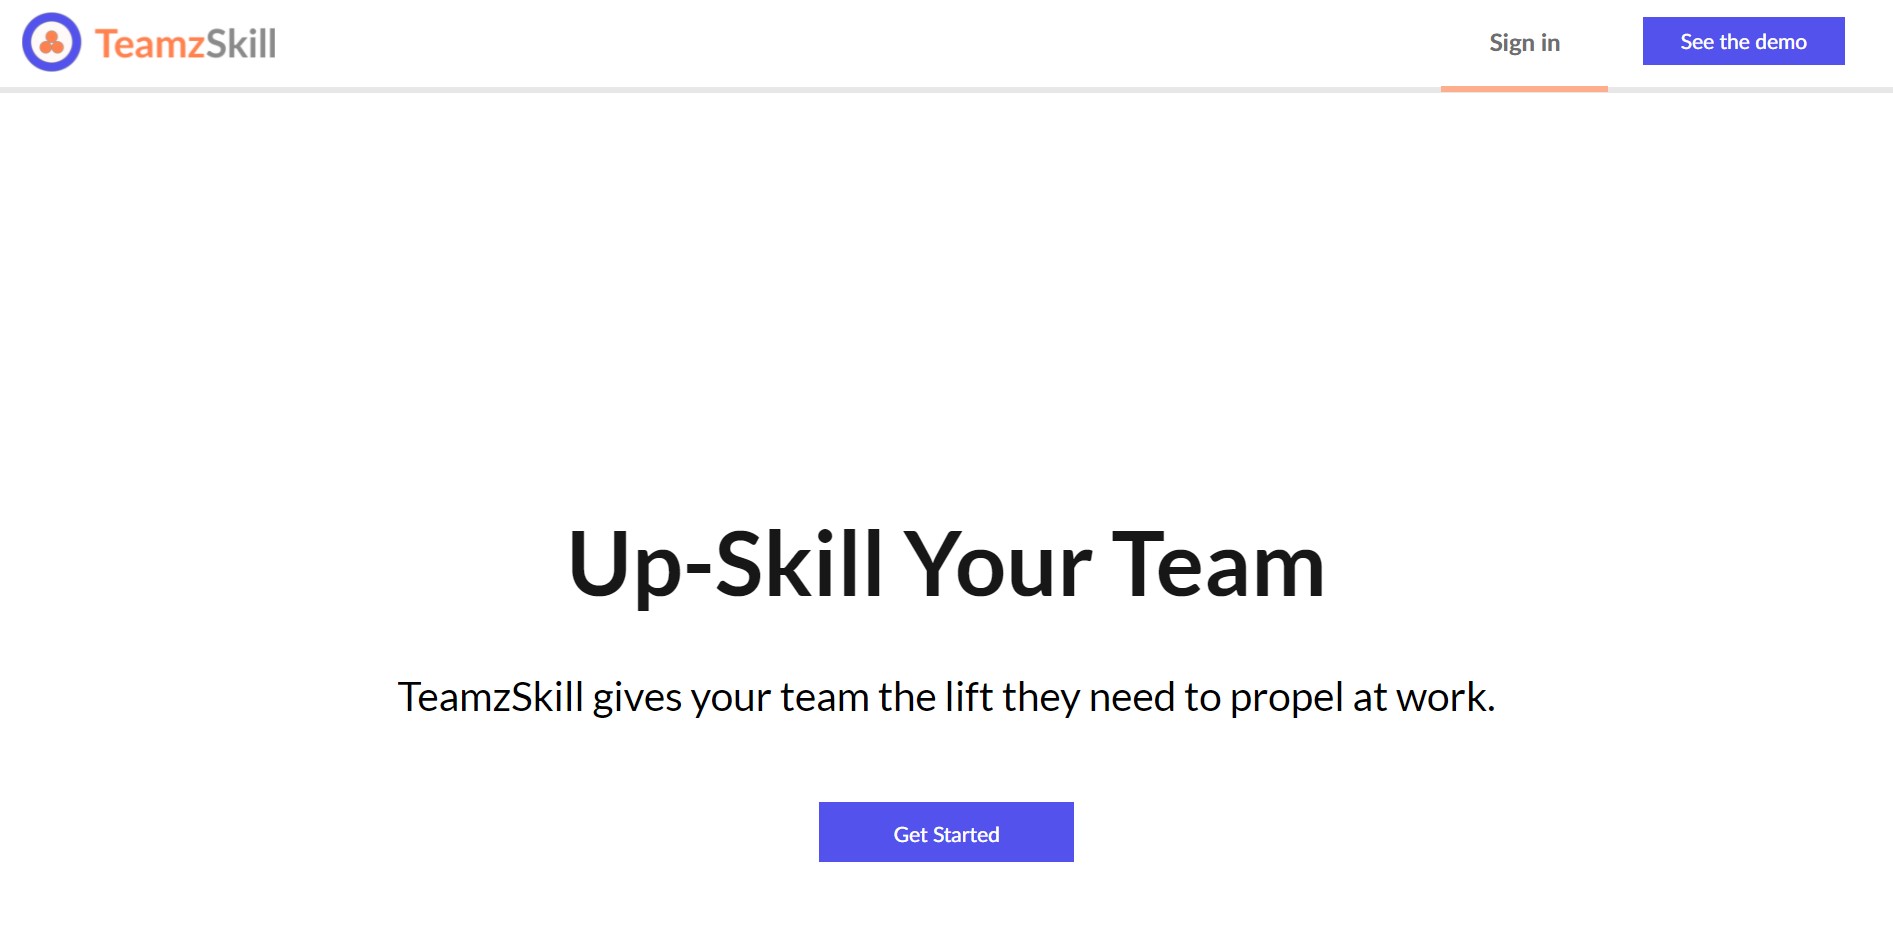 TeamzSkill
Sign in
See the demo
Up-Skill Your Team
TeamzSkill gives your team the lift they need to propel at work.
Get Started